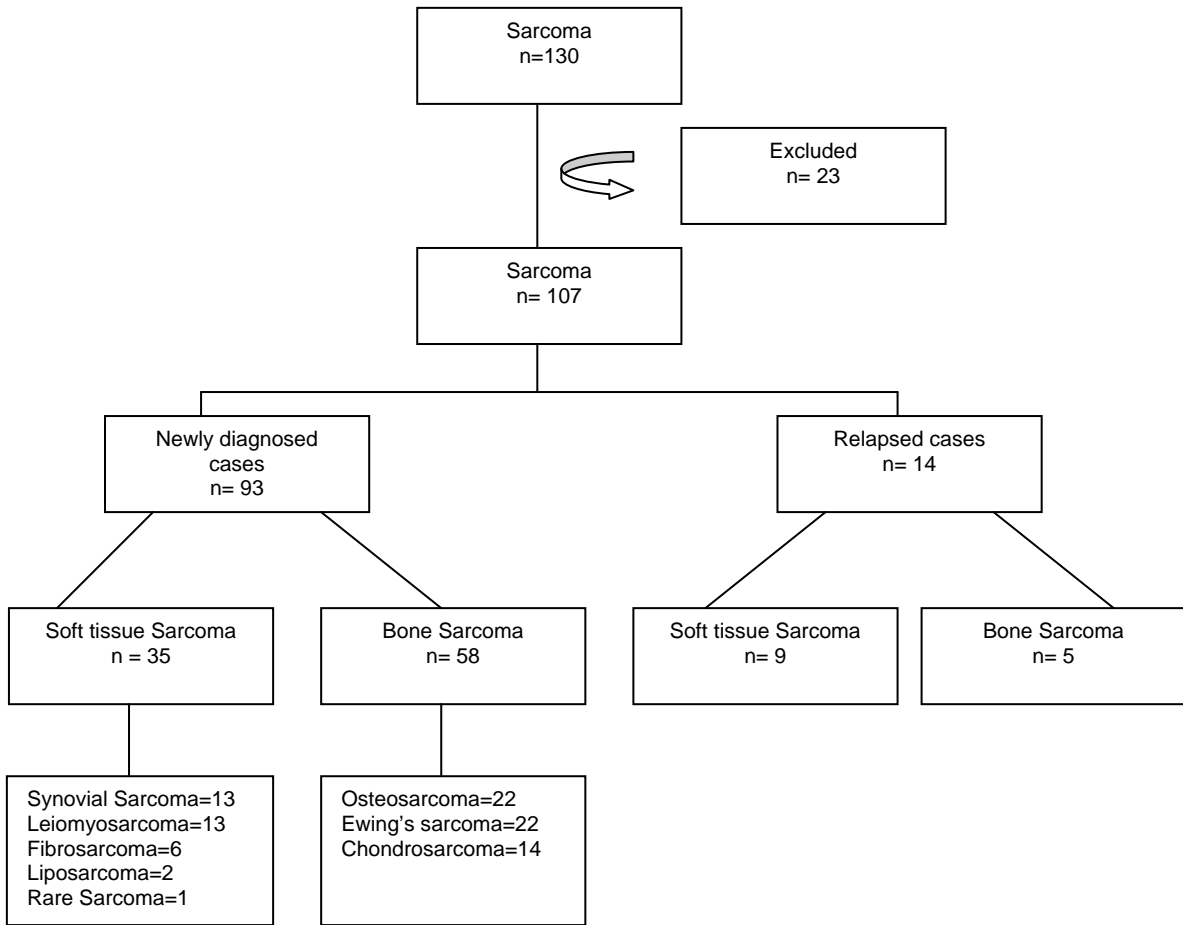 Sarcoma
n=130
Excluded
n= 23
Sarcoma
n= 107
Newly diagnosed
cases
n= 93
Relapsed cases
n= 14
Soft tissue Sarcoma
n = 35
Bone Sarcoma
n= 58
Soft tissue Sarcoma
n= 9
Bone Sarcoma
n= 5
Synovial Sarcoma=13
Leiomyosarcoma=13
Fibrosarcoma=6
Liposarcoma=2
Rare Sarcoma=1
Osteosarcoma=22
Ewing’s sarcoma=22
Chondrosarcoma=14